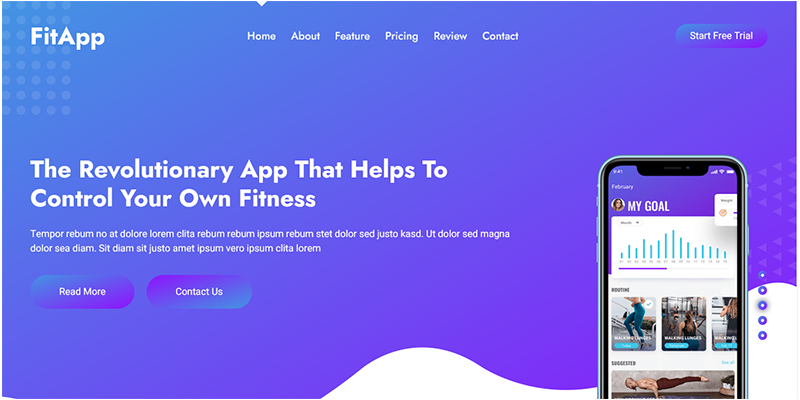 FitApp
Home About Feature Pricing Review Contact
Start Free Trial
The Revolutionary App That Helps To
Control Your Own Fitness
Tempor rebum no at dolore lorem clita rebum rebum ipsum rebum stet dolor sed justo kasd. Ut dolor sed magna
dolor sea diam. Sit diam sit justo amet ipsum vero ipsum clita lorem
Read More Contact Us
9:41
February
MY GOAL
Weight
Month
ROUTINE
WALKING LUNGES WALKING LUNGES
SUGGESTED
See all